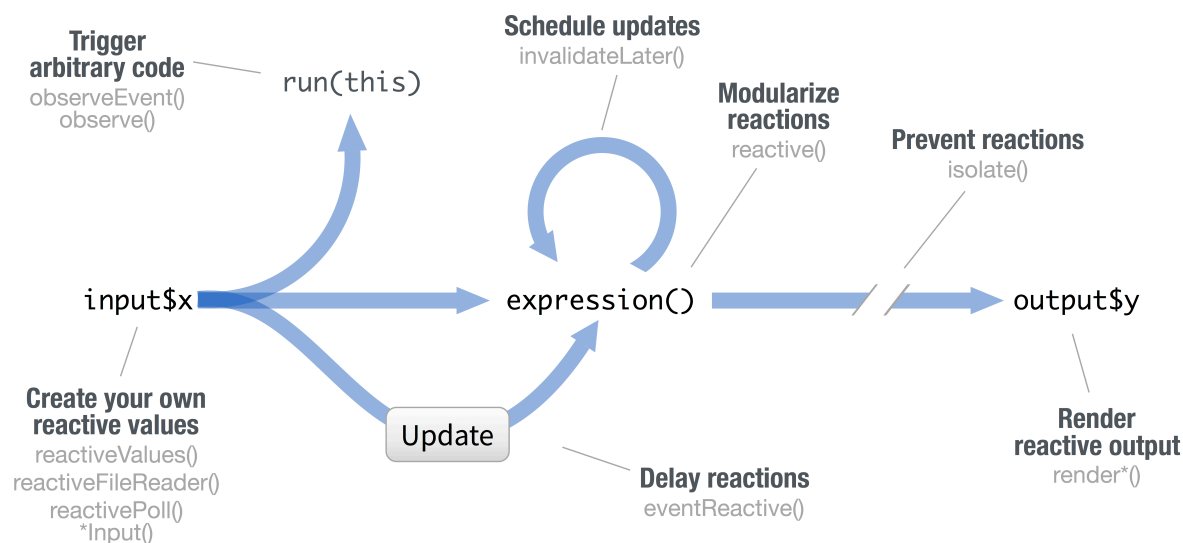 Trigger
arbitrary code
observeEvent()
observe()
run(this)
Schedule updates
invalidateLater()
Modularize
reactions
reactive()
Prevent reactions
isolate()
input$x
expression()
output$y
Create your own
reactive values
reactiveValues()
reactiveFileReader()
reactivePoll()
*Input()
Update
Delay reactions
eventReactive()
Render
reactive output
render*()